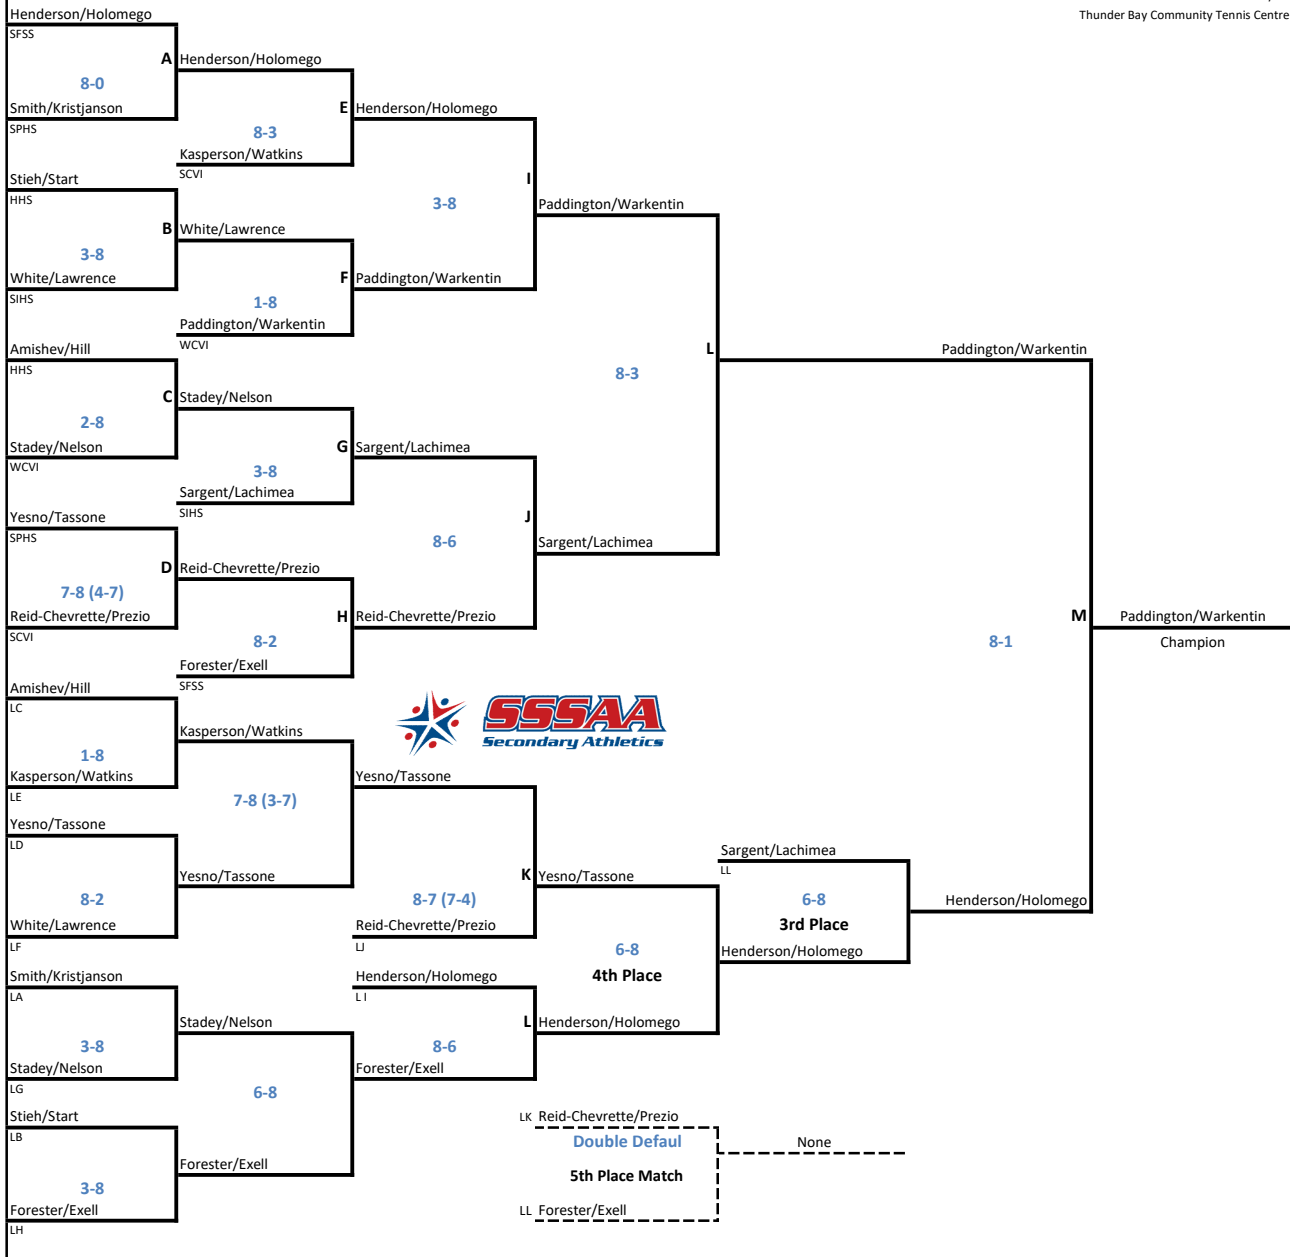 Thunder Bay Community Tennis Centre
Henderson/Holomego
SFSS
A Henderson/Holomego
8-0
Smith/Kristjanson
SPHS
E Henderson/Holomego
8-3
Kasperson/Watkins
SCVI
Stieh/Start
HHS
I Paddington/Warkentin
3-8
B White/Lawrence
3-8
White/Lawrence
SIHS
F Paddington/Warkentin
1-8
Paddington/Warkentin
WCVI
Amishev/Hill
HHS
L Paddington/Warkentin
8-3
C Stadey/Nelson
2-8
Stadey/Nelson
WCVI
G Sargent/Lachimea
3-8
Sargent/Lachimea
SIHS
Yesno/Tassone
SPHS
J Sargent/Lachimea
8-6
D Reid-Chevrette/Prezio
7-8 (4-7)
Reid-Chevrette/Prezio
SCVI
H Reid-Chevrette/Prezio
8-2
Forester/Exell
SFSS
M Paddington/Warkentin
8-1
Champion
Amishev/Hill
LC
Kasperson/Watkins
SSSAA
Secondary Athletics
1-8
Kasperson/Watkins
LE
Yesno/Tassone
7-8 (3-7)
Yesno/Tassone
LD
Yesno/Tassone
8-2
White/Lawrence
LF
K Yesno/Tassone
8-7 (7-4)
Reid-Chevrette/Prezio
LJ
Sargent/Lachimea
LL
6-8
3rd Place
Henderson/Holomego
Henderson/Holomego
6-8
4th Place
Smith/Kristjanson
LA
Henderson/Holomego
L I
Stadey/Nelson
L Henderson/Holomego
3-8
Stadey/Nelson
LG
8-6
Forester/Exell
6-8
Stieh/Start
LB
Forester/Exell
3-8
Forester/Exell
LH
LK Reid-Chevrette/Prezio
Double Defaul
None
5th Place Match
LL Forester/Exell